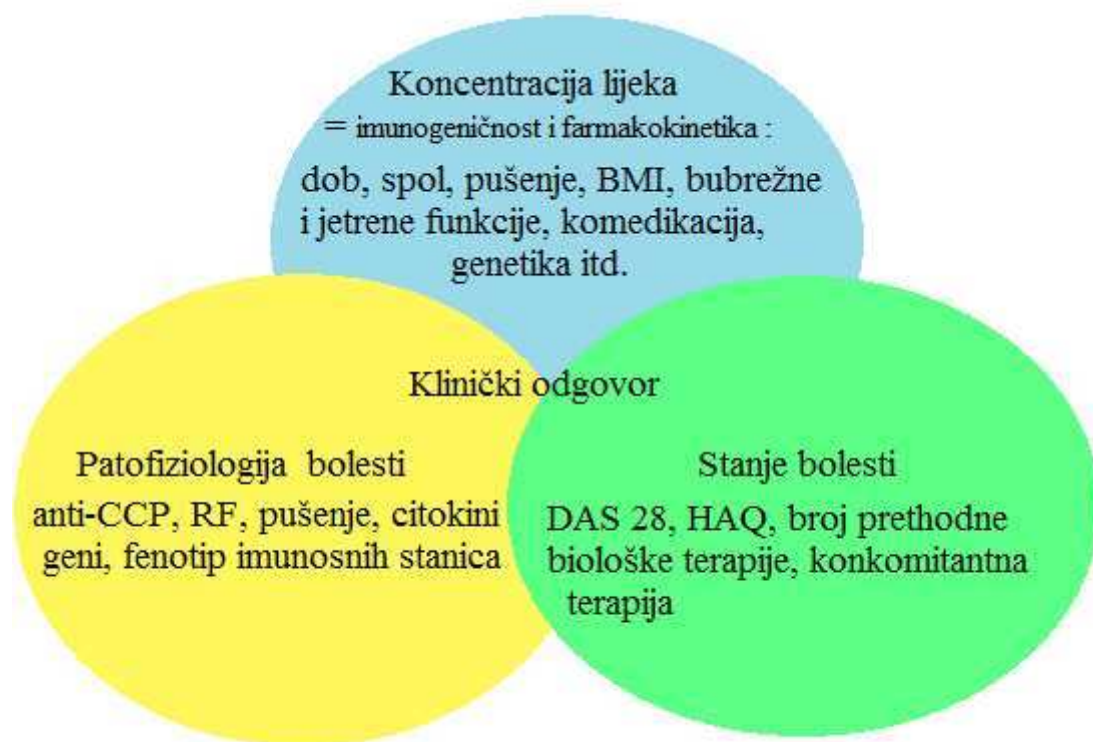 Koncentracija lijeka
= imunogeničnost i farmakokinetika :
dob, spol, pušenje, BMI, bubrežne
i jetrene funkcije, komedikacija,
genetika itd.
Klinički odgovor
Patofiziologija bolesti
anti-CCP, RF, pušenje, citokini
geni, fenotip imunosnih stanica
Stanje bolesti
DAS 28, HAQ, broj prethodne
biološke terapije, konkomitantna
terapija